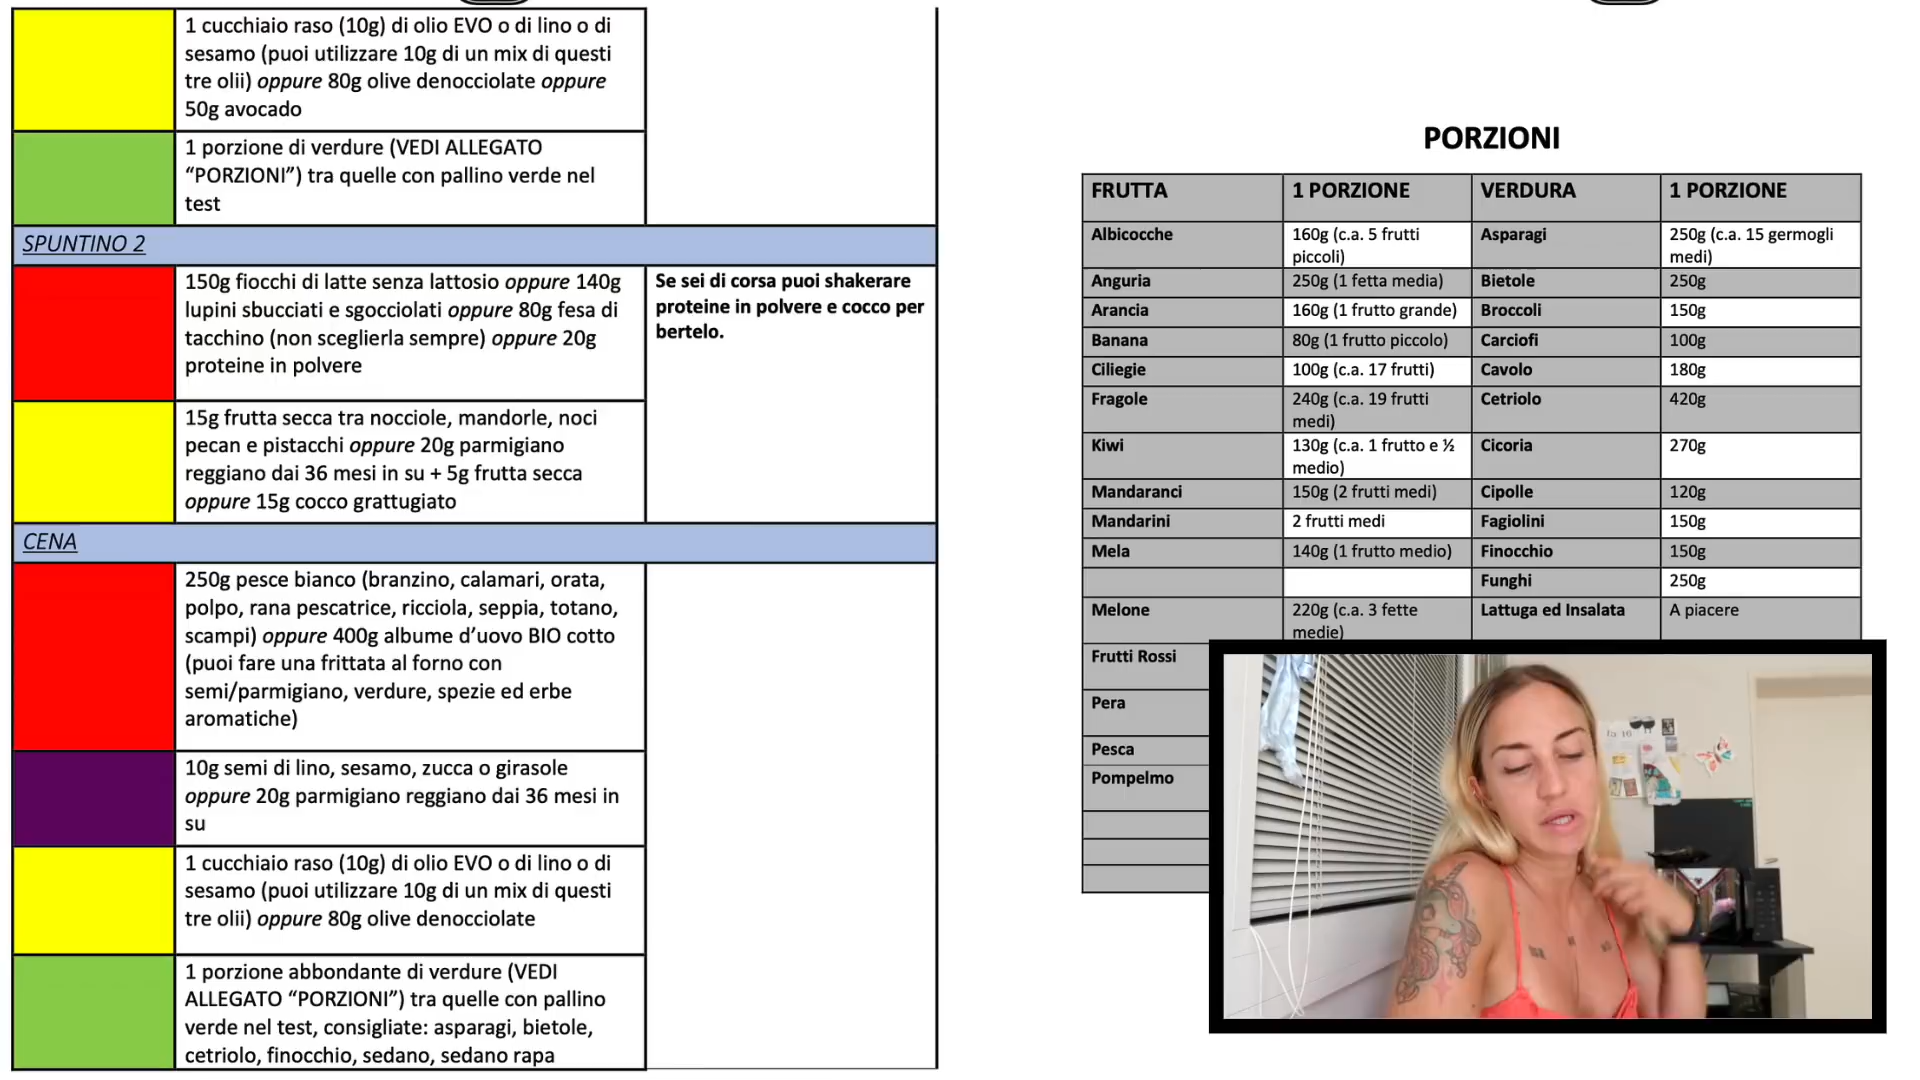 1 cucchiaio raso (10g) di olio EVO o di lino o di
sesamo (puoi utilizzare 10g di un mix di questi
tre olii) oppure 80g olive denocciolate oppure
50g avocado
1 porzione di verdure (VEDI ALLEGATO
“PORZIONI”) tra quelle con pallino verde nel
test
SPUNTINO 2
150g fiocchi di latte senza lattosio oppure 140g
lupini sbucciati e sgocciolati oppure 80g fesa di
tacchino (non sceglierla sempre) oppure 20g
proteine in polvere
Se sei di corsa puoi shakerare
proteine in polvere e cocco per
bertelo.
15g frutta secca tra nocciole, mandorle, noci
pecan e pistacchi oppure 20g parmigiano
reggiano dai 36 mesi in su + 5g frutta secca
oppure 15g cocco grattugiato
CENA
250g pesce bianco (branzino, calamari, orata,
polpo, rana pescatrice, ricciola, seppia, totano,
scampi) oppure 400g albume d’uovo BIO cotto
(puoi fare una frittata al forno con
semi/parmigiano, verdure, spezie ed erbe
aromatiche)
10g semi di lino, sesamo, zucca o girasole
oppure 20g parmigiano reggiano dai 36 mesi in
su
1 cucchiaio raso (10g) di olio EVO o di lino o di
sesamo (puoi utilizzare 10g di un mix di questi
tre olii) oppure 80g olive denocciolate
1 porzione abbondante di verdure (VEDI
ALLEGATO “PORZIONI”) tra quelle con pallino
verde nel test, consigliate: asparagi, bietole,
cetriolo, finocchio, sedano, sedano rapa
PORZIONI
FRUTTA 1 PORZIONE VERDURA 1 PORZIONE
Albicocche 160g (c.a. 5 frutti piccoli) Asparagi 250g (c.a. 15 germogli medi)
Anguria 250g (1 fetta media) Bietole 250g
Arancia 160g (1 frutto grande) Broccoli 150g
Banana 80g (1 frutto piccolo) Carciofi 100g
Ciliegie 100g (c.a. 17 frutti) Cavolo 180g
Fragole 240g (c.a. 19 frutti medi) Cetriolo 420g
Kiwi 130g (c.a. 1 frutto e ½ medio) Cicoria 270g
Mandaranci 150g (2 frutti medi) Cipolle 120g
Mandarini 2 frutti medi Fagiolini 150g
Mela 140g (1 frutto medio) Finocchio 150g
Funghi 250g
Melone 220g (c.a. 3 fette medie) Lattuga ed Insalata A piacere
Frutti Rossi
Pera
Pesca
Pompelmo